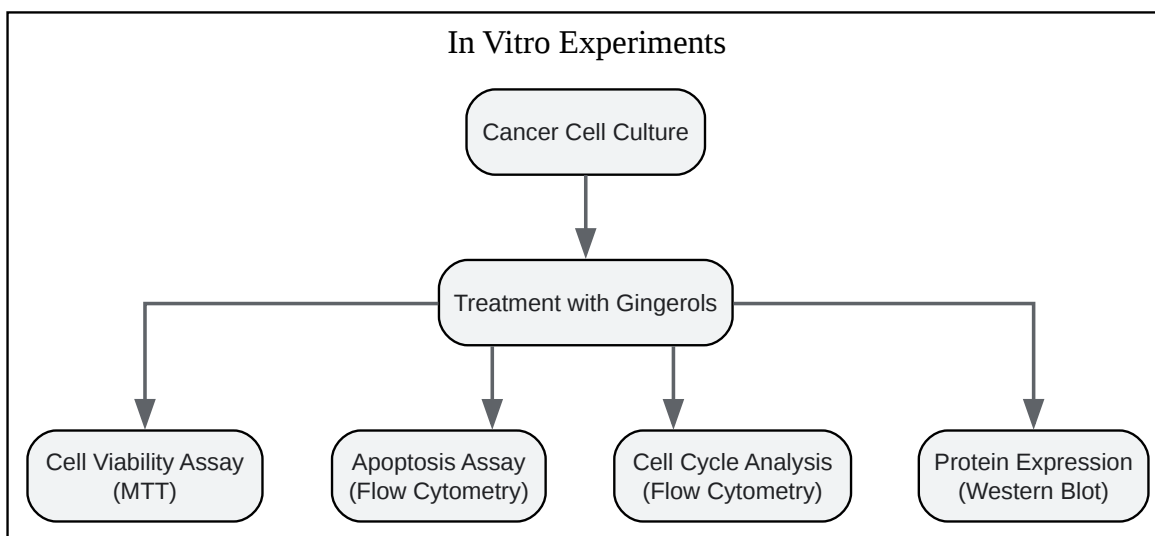 In Vitro Experiments
Cancer Cell Culture
Treatment with Gingerols
Cell Viability Assay
(MTT)
Apoptosis Assay
(Flow Cytometry)
Cell Cycle Analysis
(Flow Cytometry)
Protein Expression
(Western Blot)